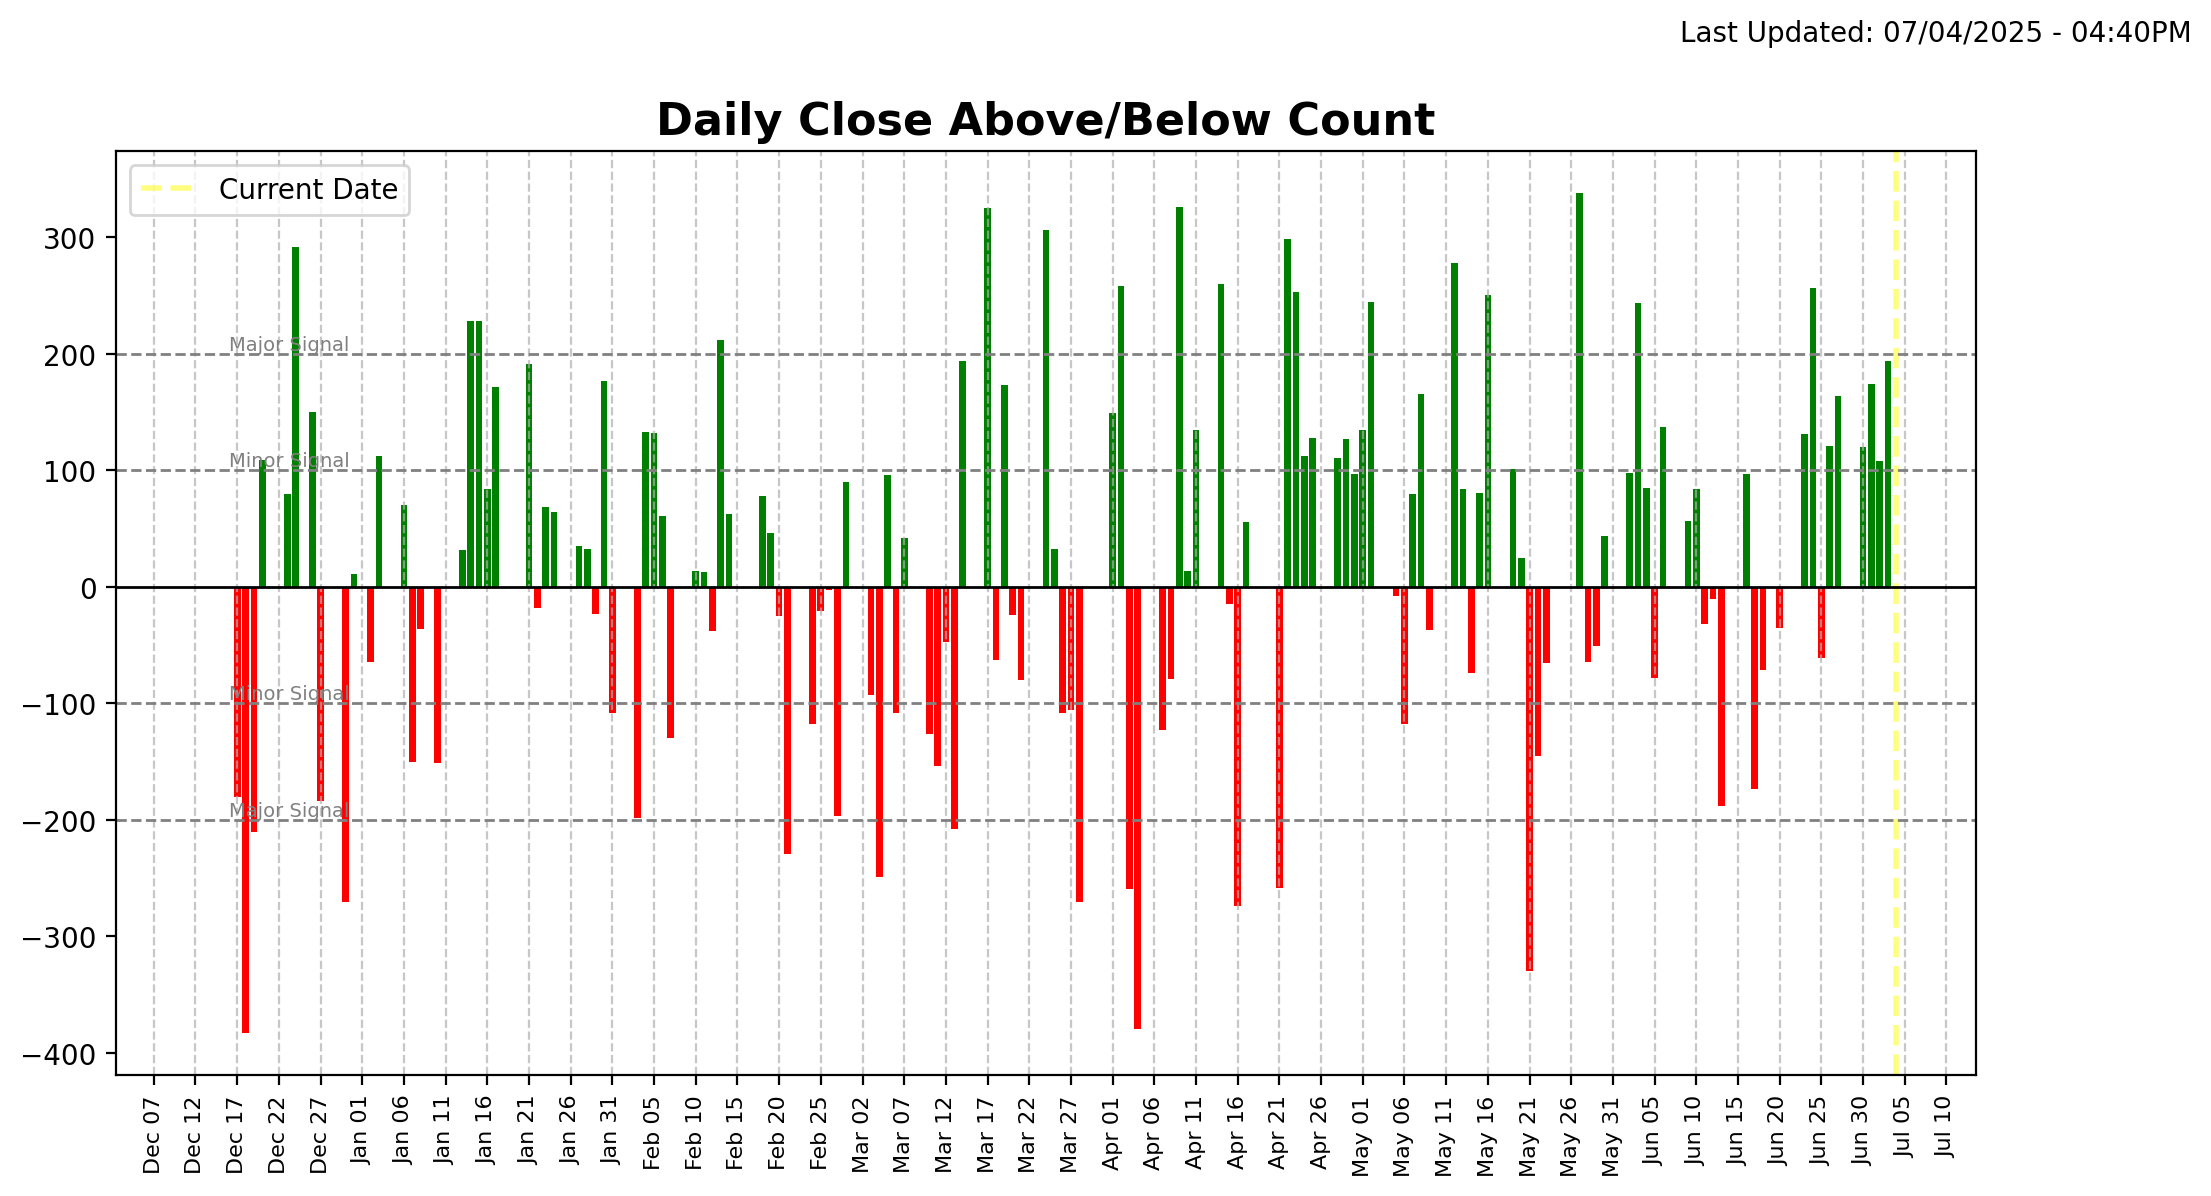 Last Updated: 07/04/2025 - 04:40PM
Daily Close Above/Below Count
Current Date
300
200
100
0
−100
−200
−300
−400
Major Signal
Minor Signal
Minor Signal
Major Signal
Dec 07
Dec 12
Dec 17
Dec 22
Dec 27
Jan 01
Jan 06
Jan 11
Jan 16
Jan 21
Jan 26
Jan 31
Feb 05
Feb 10
Feb 15
Feb 20
Feb 25
Mar 02
Mar 07
Mar 12
Mar 17
Mar 22
Mar 27
Apr 01
Apr 06
Apr 11
Apr 16
Apr 21
Apr 26
May 01
May 06
May 11
May 16
May 21
May 26
May 31
Jun 05
Jun 10
Jun 15
Jun 20
Jun 25
Jun 30
Jul 05
Jul 10